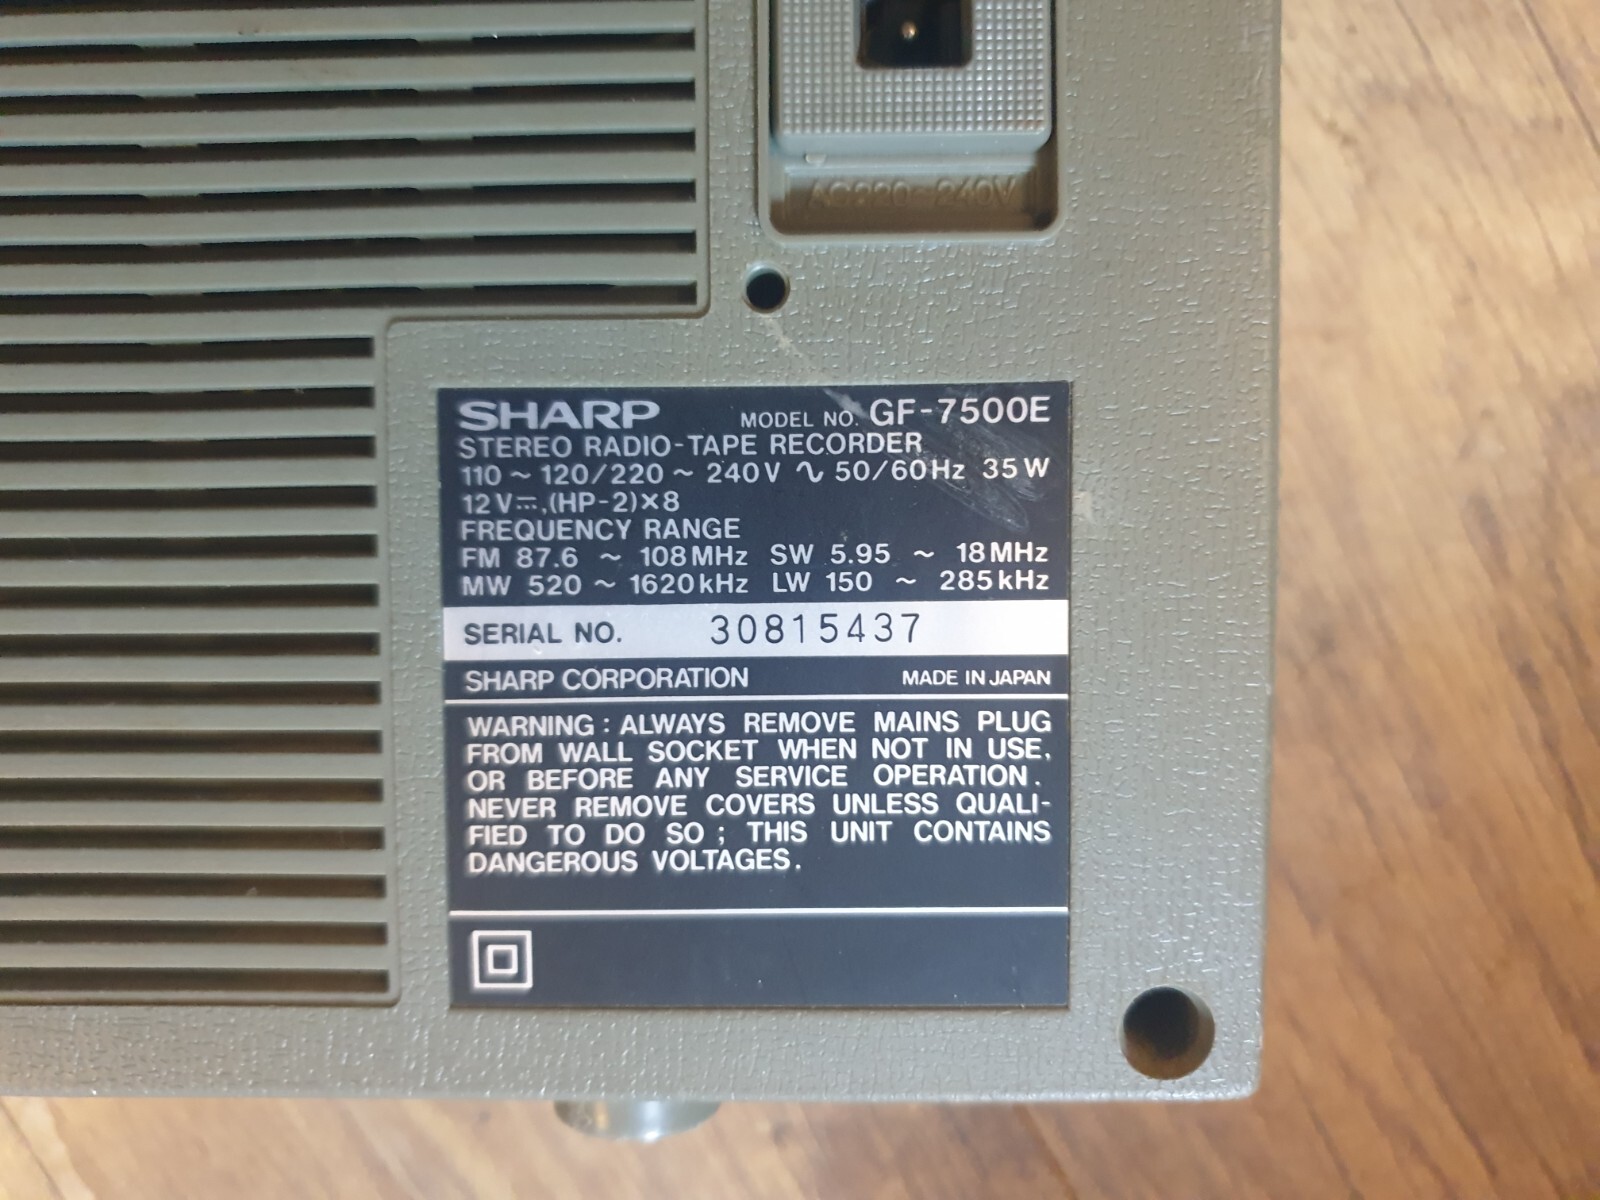 AC220~240V
SHARP MODEL NO. GF-7500E
STEREO RADIO-TAPE RECORDER
110 ~ 120/220 ~ 240V ∿ 50/60Hz 35W
12V⎓,(HP-2)×8
FREQUENCY RANGE
FM 87.6 ~ 108MHz SW 5.95 ~ 18MHz
MW 520 ~ 1620kHz LW 150 ~ 285kHz
SERIAL NO. 30815437
SHARP CORPORATION MADE IN JAPAN
WARNING : ALWAYS REMOVE MAINS PLUG
FROM WALL SOCKET WHEN NOT IN USE,
OR BEFORE ANY SERVICE OPERATION.
NEVER REMOVE COVERS UNLESS QUALI-
FIED TO DO SO ; THIS UNIT CONTAINS
DANGEROUS VOLTAGES.